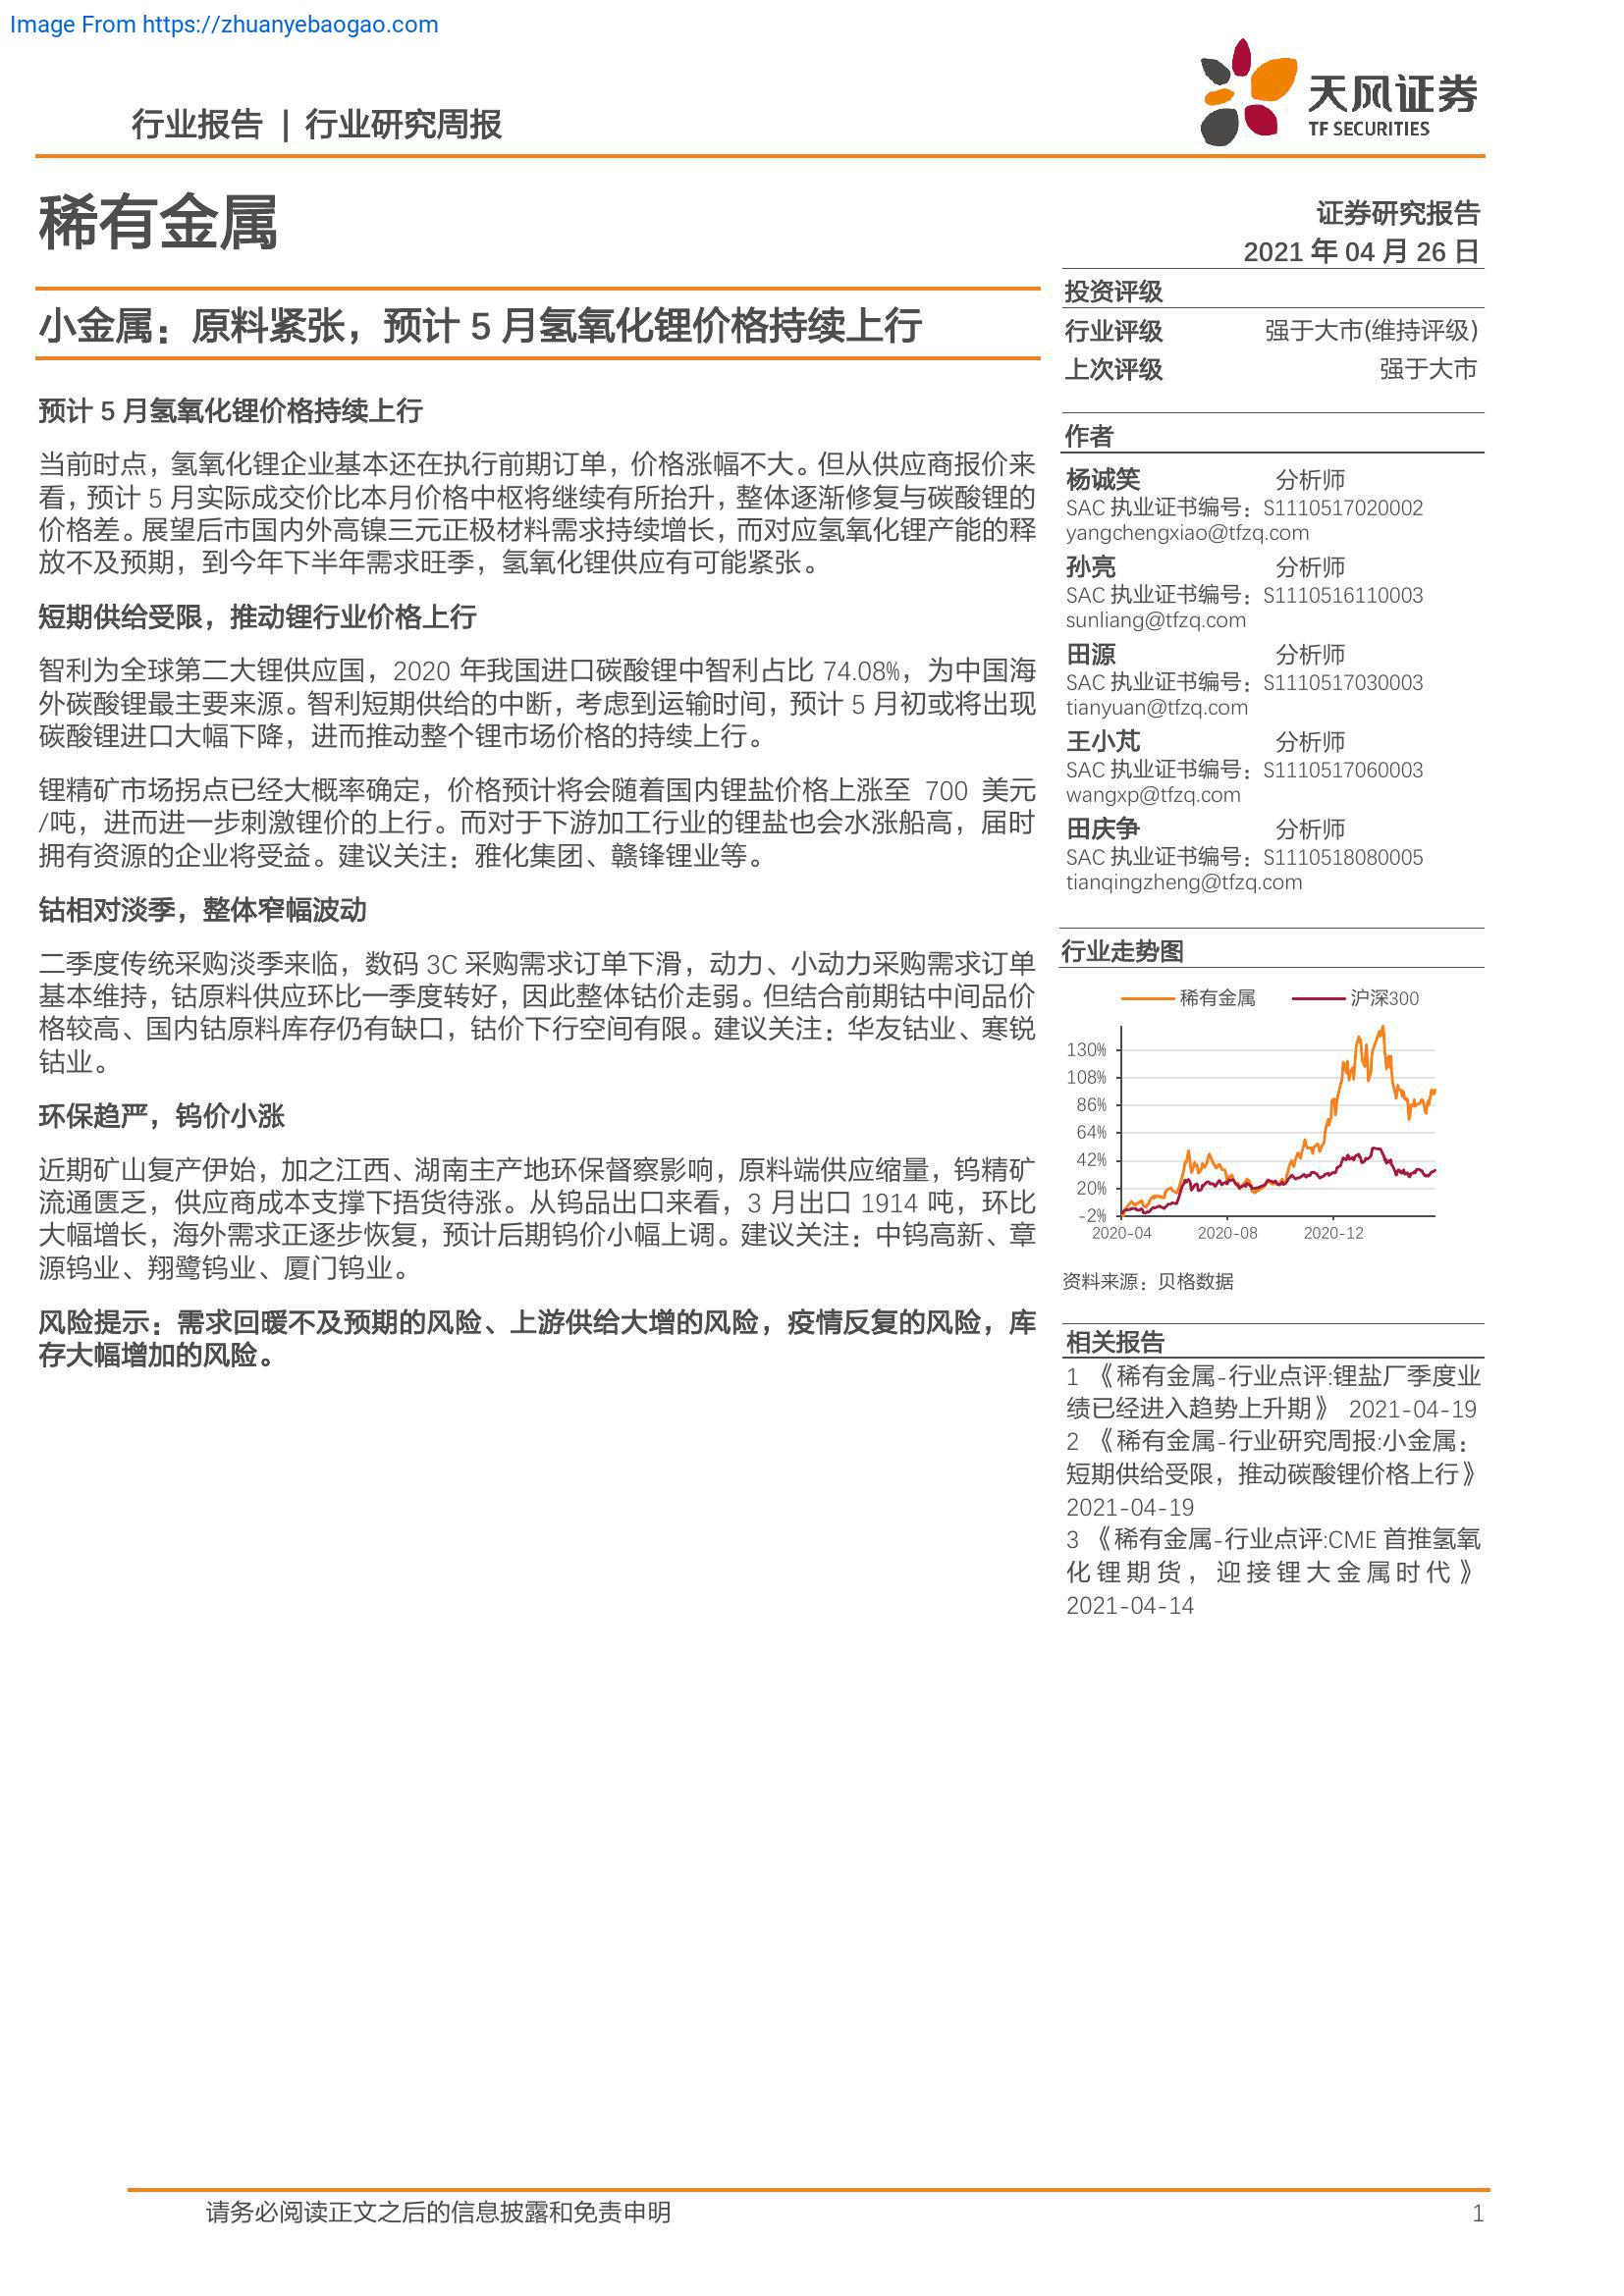 Image From https://zhuanyebaogao.com
行业报告 | 行业研究周报
天风证券
TF SECURITIES
稀有金属
证券研究报告
2021 年 04 月 26 日
小金属：原料紧张，预计 5 月氢氧化锂价格持续上行
预计 5 月氢氧化锂价格持续上行
当前时点，氢氧化锂企业基本还在执行前期订单，价格涨幅不大。但从供应商报价来
看，预计 5 月实际成交价比本月价格中枢将继续有所抬升，整体逐渐修复与碳酸锂的
价格差。展望后市国内外高镍三元正极材料需求持续增长，而对应氢氧化锂产能的释
放不及预期，到今年下半年需求旺季，氢氧化锂供应有可能紧张。
短期供给受限，推动锂行业价格上行
智利为全球第二大锂供应国，2020 年我国进口碳酸锂中智利占比 74.08%，为中国海
外碳酸锂最主要来源。智利短期供给的中断，考虑到运输时间，预计 5 月初或将出现
碳酸锂进口大幅下降，进而推动整个锂市场价格的持续上行。
锂精矿市场拐点已经大概率确定，价格预计将会随着国内锂盐价格上涨至 700 美元
/吨，进而进一步刺激锂价的上行。而对于下游加工行业的锂盐也会水涨船高，届时
拥有资源的企业将受益。建议关注：雅化集团、赣锋锂业等。
钴相对淡季，整体窄幅波动
二季度传统采购淡季来临，数码 3C 采购需求订单下滑，动力、小动力采购需求订单
基本维持，钴原料供应环比一季度转好，因此整体钴价走弱。但结合前期钴中间品价
格较高、国内钴原料库存仍有缺口，钴价下行空间有限。建议关注：华友钴业、寒锐
钴业。
环保趋严，钨价小涨
近期矿山复产伊始，加之江西、湖南主产地环保督察影响，原料端供应缩量，钨精矿
流通匮乏，供应商成本支撑下捂货待涨。从钨品出口来看，3 月出口 1914 吨，环比
大幅增长，海外需求正逐步恢复，预计后期钨价小幅上调。建议关注：中钨高新、章
源钨业、翔鹭钨业、厦门钨业。
风险提示：需求回暖不及预期的风险、上游供给大增的风险，疫情反复的风险，库
存大幅增加的风险。
投资评级
行业评级 强于大市(维持评级)
上次评级 强于大市
作者
杨诚笑 分析师
SAC 执业证书编号：S1110517020002
yangchengxiao@tfzq.com
孙亮 分析师
SAC 执业证书编号：S1110516110003
sunliang@tfzq.com
田源 分析师
SAC 执业证书编号：S1110517030003
tianyuan@tfzq.com
王小芃 分析师
SAC 执业证书编号：S1110517060003
wangxp@tfzq.com
田庆争 分析师
SAC 执业证书编号：S1110518080005
tianqingzheng@tfzq.com
行业走势图
稀有金属 沪深300
130%
108%
86%
64%
42%
20%
-2%
2020-04 2020-08 2020-12
资料来源：贝格数据
相关报告
1 《稀有金属-行业点评:锂盐厂季度业
绩已经进入趋势上升期》 2021-04-19
2 《稀有金属-行业研究周报:小金属：
短期供给受限，推动碳酸锂价格上行》
2021-04-19
3 《稀有金属-行业点评:CME 首推氢氧
化锂期货，迎接锂大金属时代》
2021-04-14
请务必阅读正文之后的信息披露和免责申明 1